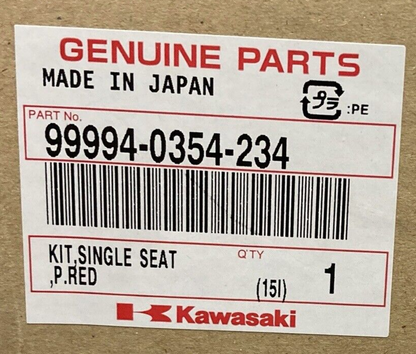 GENUINE PARTS
MADE IN JAPAN
プラ :PE
PART No.
99994-0354-234
KIT,SINGLE SEAT Q'TY
,P.RED (15I) 1
Kawasaki